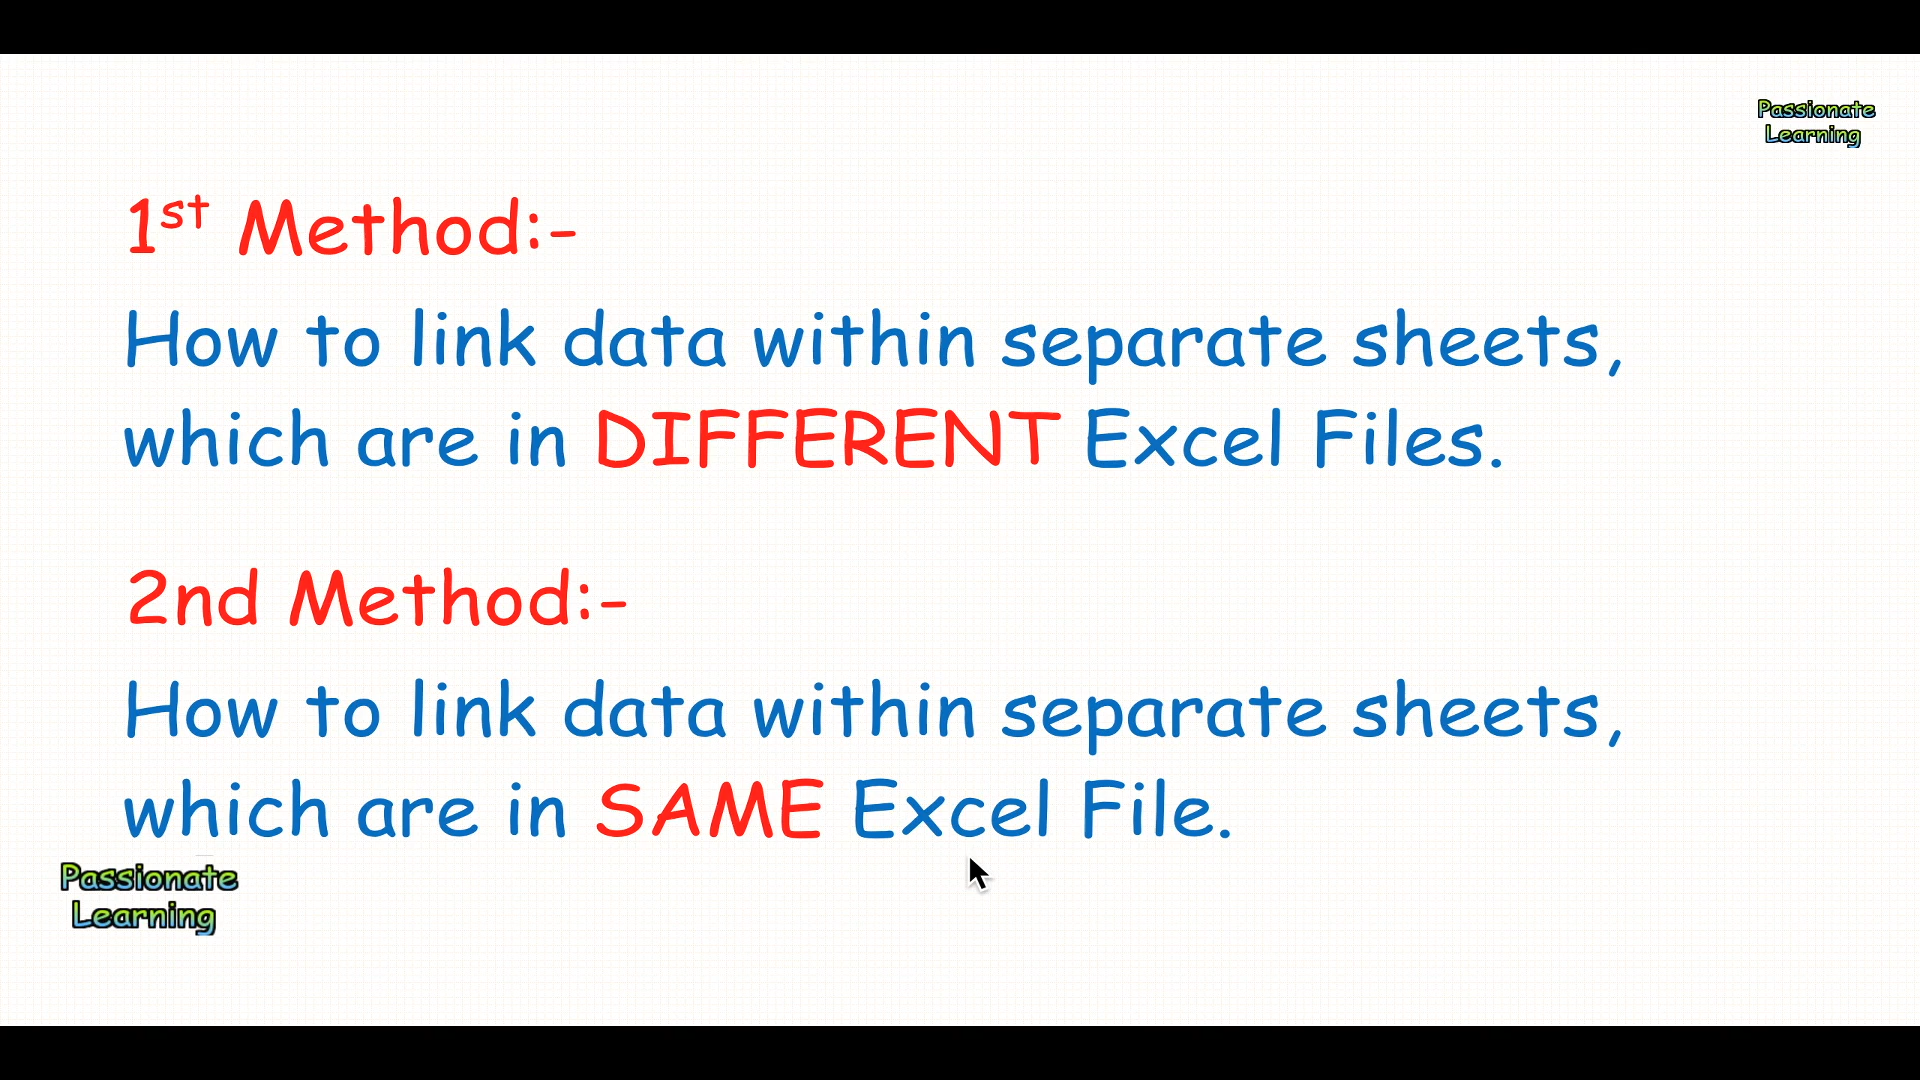 Passionate
Learning
1st Method:-
How to link data within separate sheets,
which are in DIFFERENT Excel Files.
2nd Method:-
How to link data within separate sheets,
which are in SAME Excel File.
Passionate
Learning